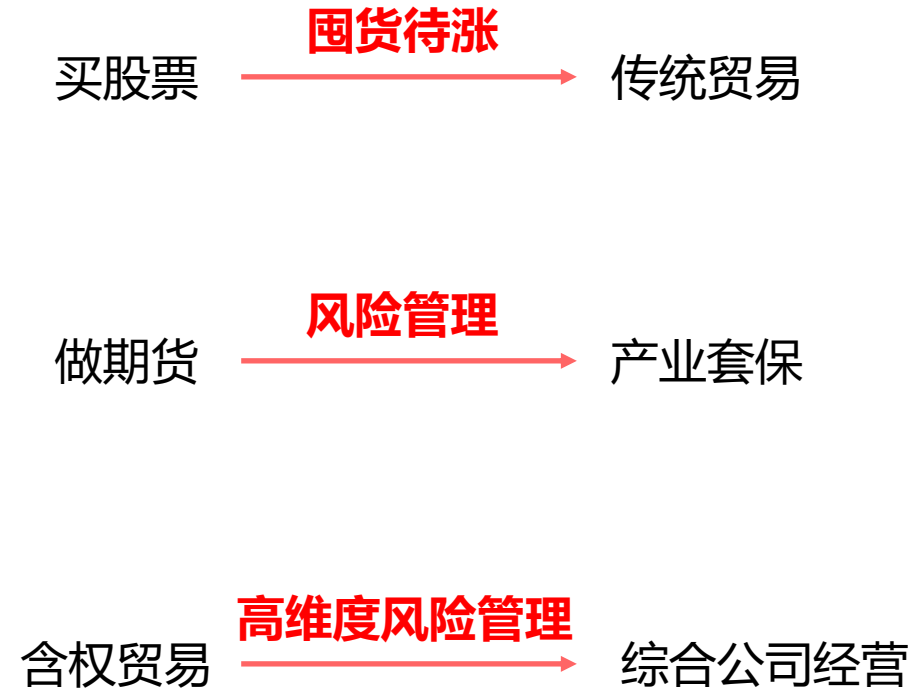 囤货待涨
买股票
传统贸易
风险管理
做期货
产业套保
高维度风险管理
含权贸易
综合公司经营